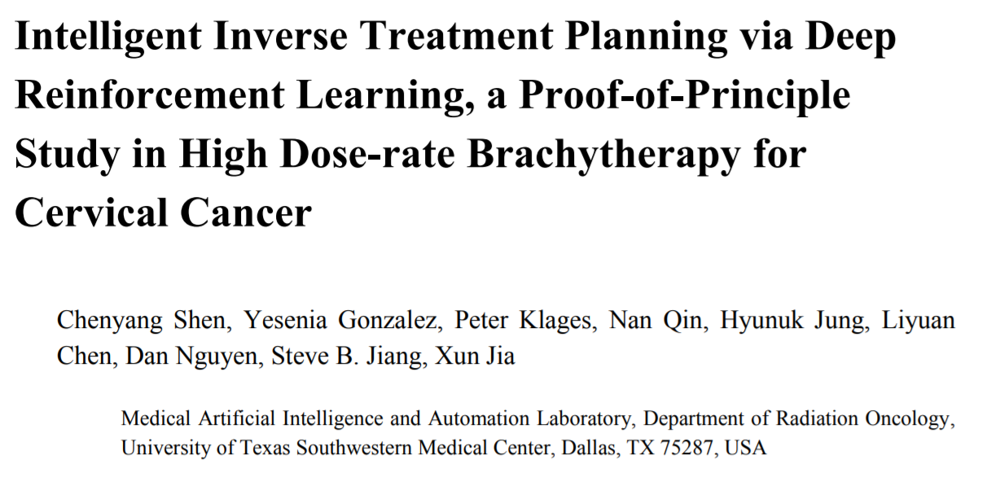 Intelligent Inverse Treatment Planning via Deep
Reinforcement Learning, a Proof-of-Principle
Study in High Dose-rate Brachytherapy for
Cervical Cancer
Chenyang Shen, Yesenia Gonzalez, Peter Klages, Nan Qin, Hyunuk Jung, Liyuan
Chen, Dan Nguyen, Steve B. Jiang, Xun Jia
Medical Artificial Intelligence and Automation Laboratory, Department of Radiation Oncology,
University of Texas Southwestern Medical Center, Dallas, TX 75287, USA